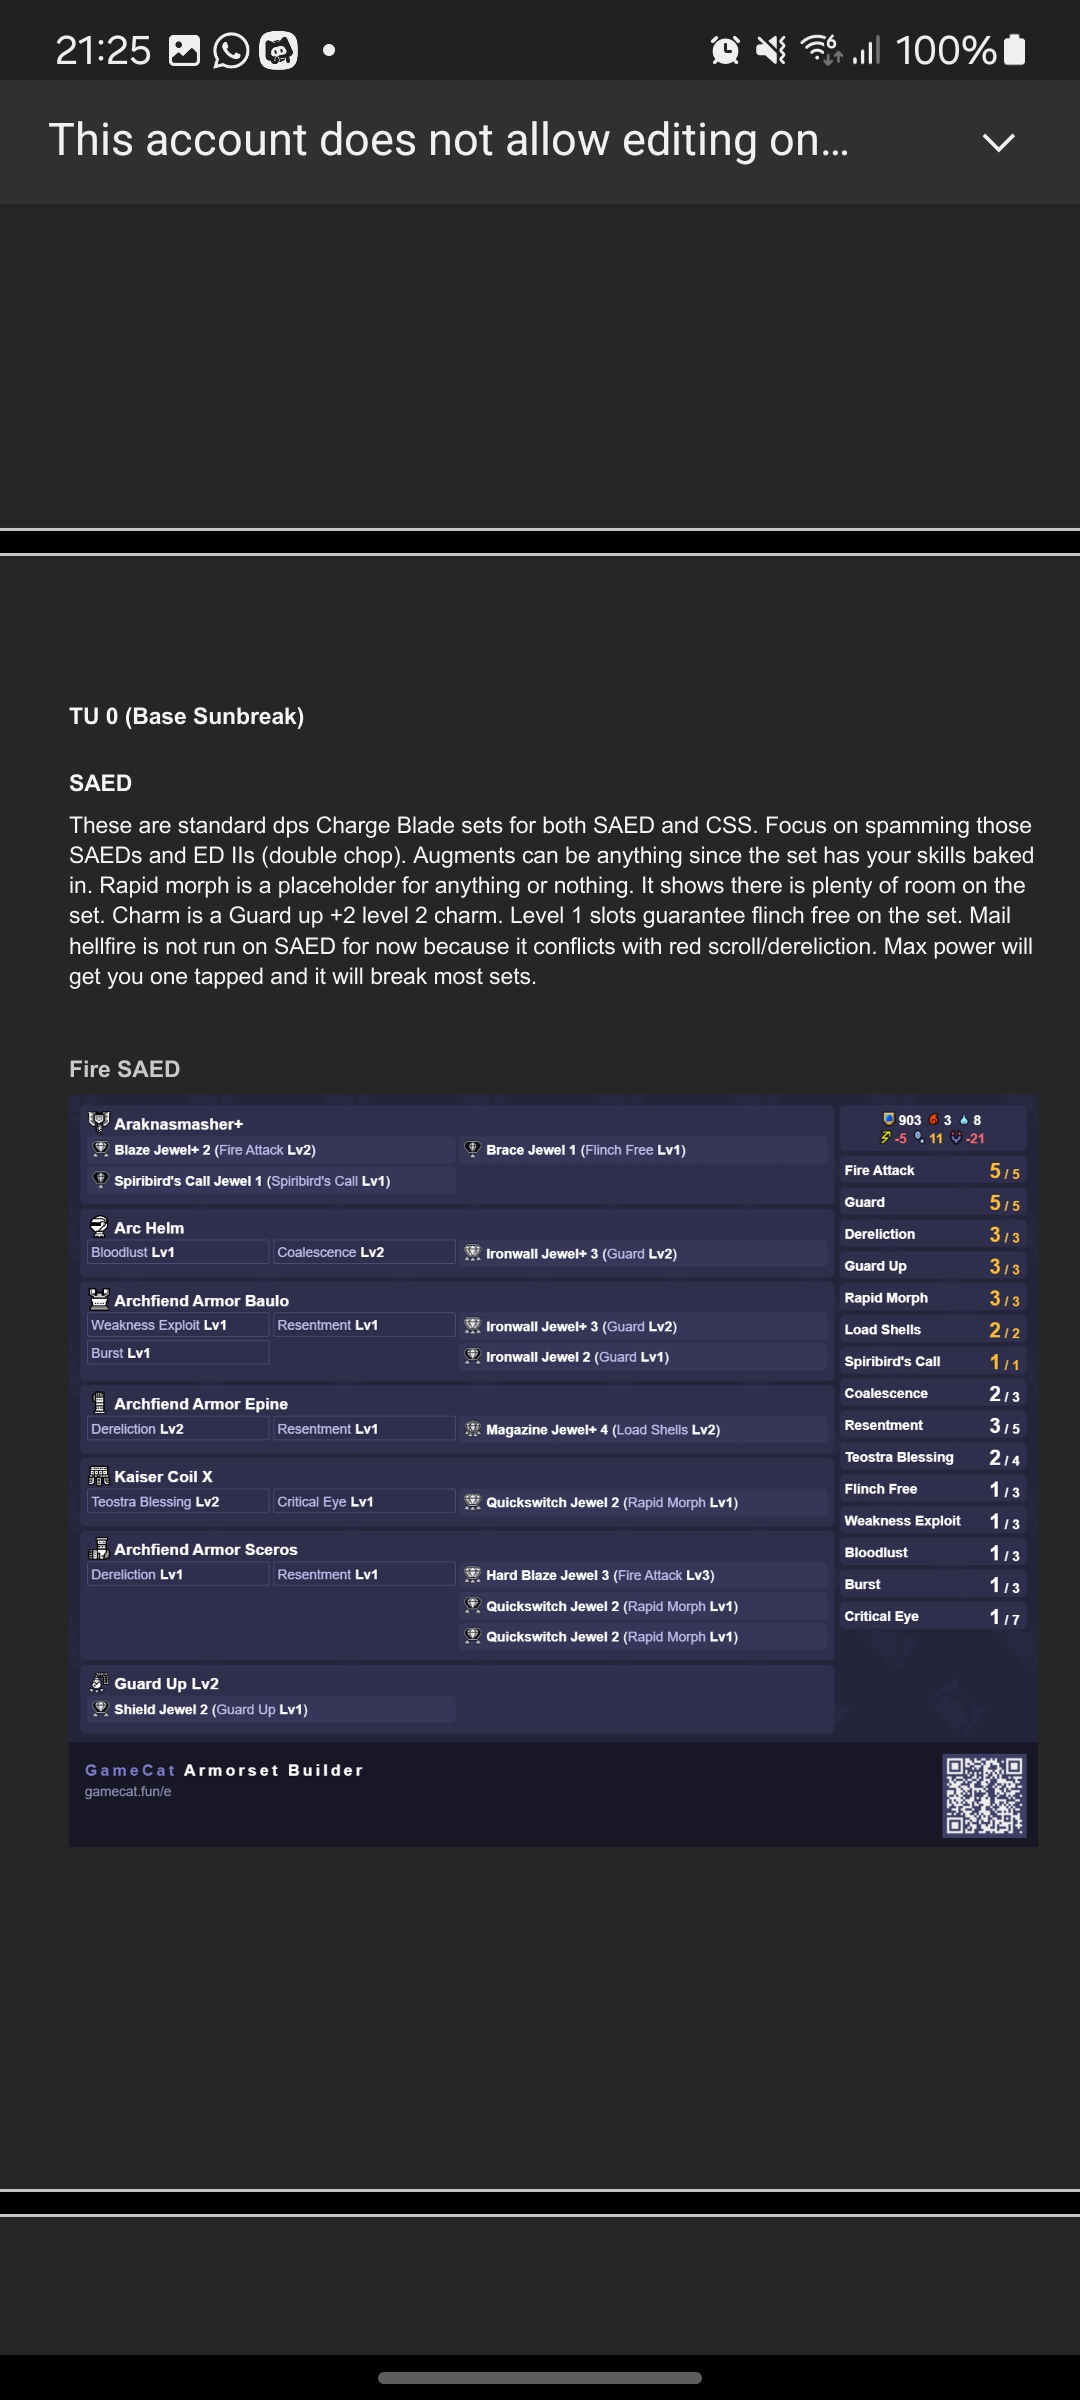 21:25
100%
This account does not allow editing on...
TU 0 (Base Sunbreak)
SAED
These are standard dps Charge Blade sets for both SAED and CSS. Focus on spamming those
SAEDs and ED IIs (double chop). Augments can be anything since the set has your skills baked
in. Rapid morph is a placeholder for anything or nothing. It shows there is plenty of room on the
set. Charm is a Guard up +2 level 2 charm. Level 1 slots guarantee flinch free on the set. Mail
hellfire is not run on SAED for now because it conflicts with red scroll/dereliction. Max power will
get you one tapped and it will break most sets.
Fire SAED
Araknasmasher+
Blaze Jewel+ 2 (Fire Attack Lv2)
Brace Jewel 1 (Flinch Free Lv1)
Spiribird's Call Jewel 1 (Spiribird's Call Lv1)
Arc Helm
Bloodlust Lv1
Coalescence Lv2
Ironwall Jewel+ 3 (Guard Lv2)
Archfiend Armor Baulo
Weakness Exploit Lv1
Resentment Lv1
Ironwall Jewel+ 3 (Guard Lv2)
Burst Lv1
Ironwall Jewel 2 (Guard Lv1)
Archfiend Armor Epine
Dereliction Lv2
Resentment Lv1
Magazine Jewel+ 4 (Load Shells Lv2)
Kaiser Coil X
Teostra Blessing Lv2
Critical Eye Lv1
Quickswitch Jewel 2 (Rapid Morph Lv1)
Archfiend Armor Sceros
Dereliction Lv1
Resentment Lv1
Hard Blaze Jewel 3 (Fire Attack Lv3)
Quickswitch Jewel 2 (Rapid Morph Lv1)
Quickswitch Jewel 2 (Rapid Morph Lv1)
Guard Up Lv2
Shield Jewel 2 (Guard Up Lv1)
903 3 8
-5 11 -21
Fire Attack 5 / 5
Guard 5 / 5
Dereliction 3 / 3
Guard Up 3 / 3
Rapid Morph 3 / 3
Load Shells 2 / 2
Spiribird's Call 1 / 1
Coalescence 2 / 3
Resentment 3 / 5
Teostra Blessing 2 / 4
Flinch Free 1 / 3
Weakness Exploit 1 / 3
Bloodlust 1 / 3
Burst 1 / 3
Critical Eye 1 / 7
GameCat Armorset Builder
gamecat.fun/e